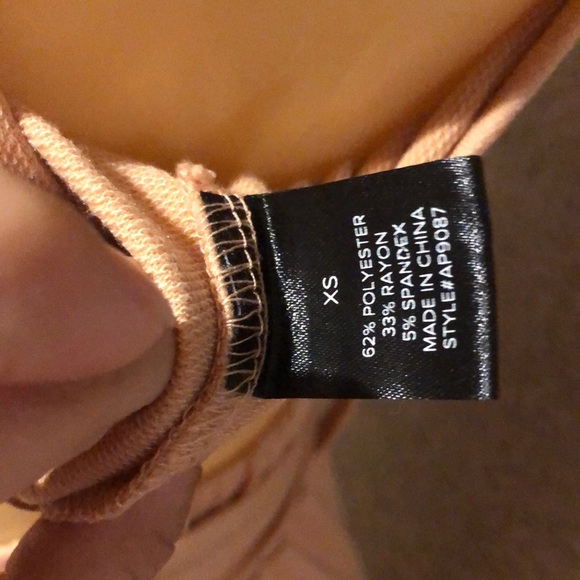 XS
62% POLYESTER
33% RAYON
5% SPANDEX
MADE IN CHINA
STYLE#AP9087